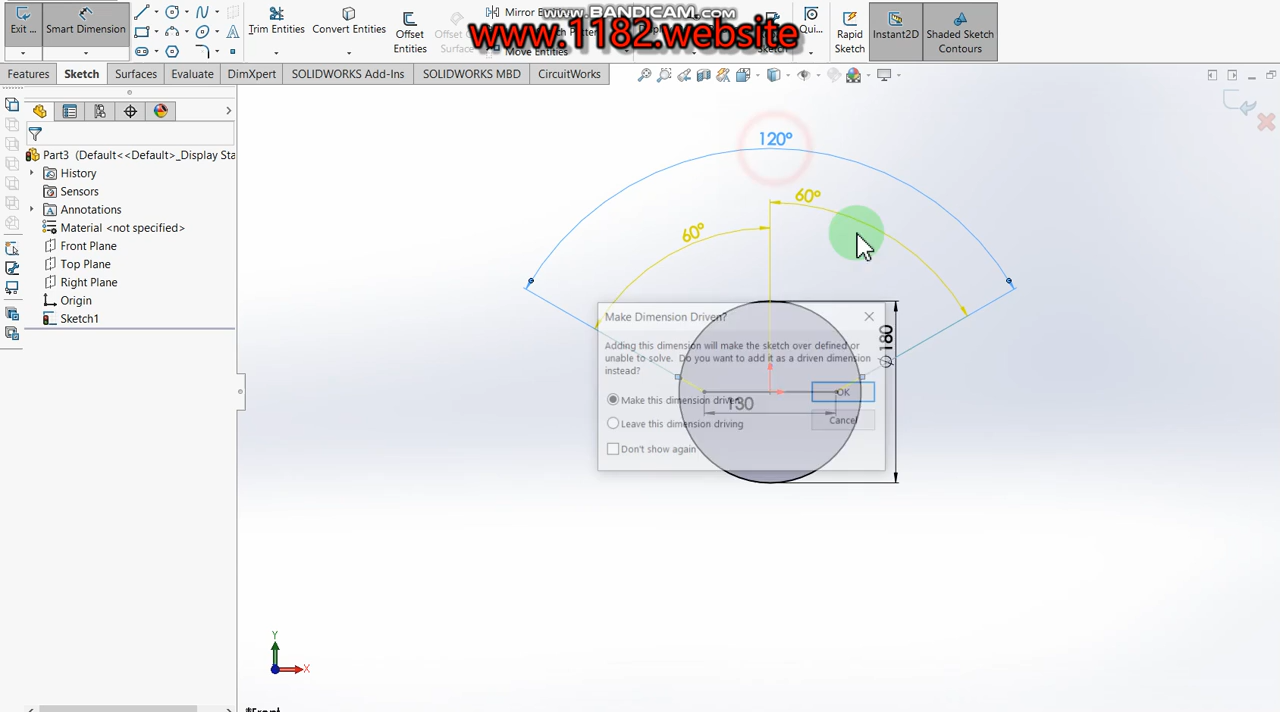 www.BANDICAM.com
www.1182.website
Exit ...
Smart Dimension
Trim Entities
Convert Entities
Offset Entities
Offset
Surface
Mirror
Move Entities
Rapid Sketch
Instant2D
Shaded Sketch Contours
Qui...
Features
Sketch
Surfaces
Evaluate
DimXpert
SOLIDWORKS Add-Ins
SOLIDWORKS MBD
CircuitWorks
Part3 (Default<<Default>_Display Sta
History
Sensors
Annotations
Material <not specified>
Front Plane
Top Plane
Right Plane
Origin
Sketch1
120°
60°
60°
Make Dimension Driven?
Adding this dimension will make the sketch over defined or
unable to solve. Do you want to add it as a driven dimension
instead?
Make this dimension driven
OK
Leave this dimension driving
Cancel
Don't show again
130
⌀180
Y
X
*Front